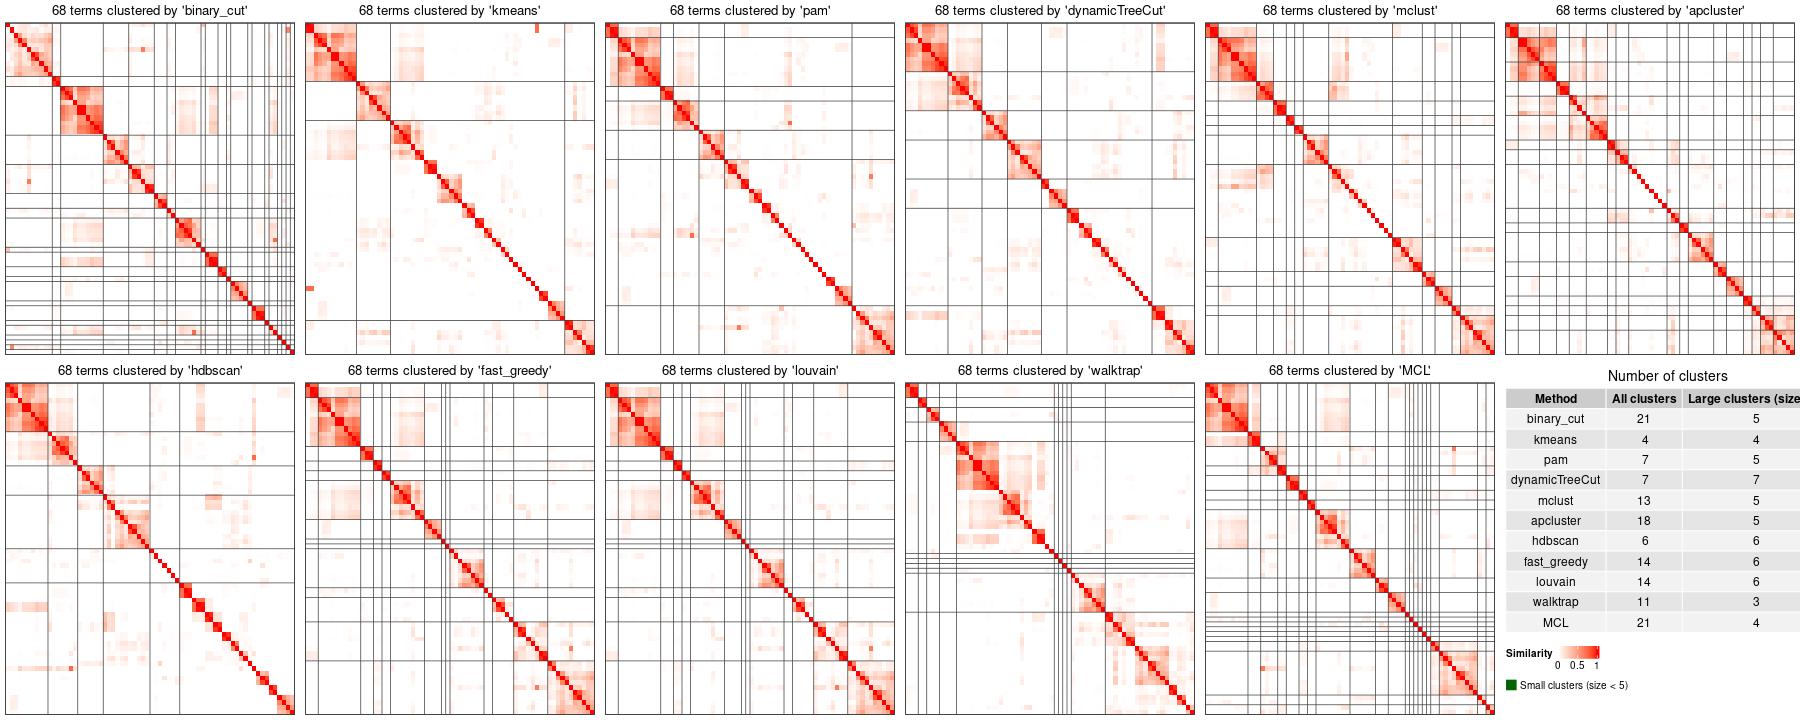 68 terms clustered by 'binary_cut'
68 terms clustered by 'kmeans'
68 terms clustered by 'pam'
68 terms clustered by 'dynamicTreeCut'
68 terms clustered by 'mclust'
68 terms clustered by 'apcluster'
68 terms clustered by 'hdbscan'
68 terms clustered by 'fast_greedy'
68 terms clustered by 'louvain'
68 terms clustered by 'walktrap'
68 terms clustered by 'MCL'
Number of clusters
Method All clusters Large clusters (size
binary_cut 21 5
kmeans 4 4
pam 7 5
dynamicTreeCut 7 7
mclust 13 5
apcluster 18 5
hdbscan 6 6
fast_greedy 14 6
louvain 14 6
walktrap 11 3
MCL 21 4
Similarity
0 0.5 1
Small clusters (size < 5)